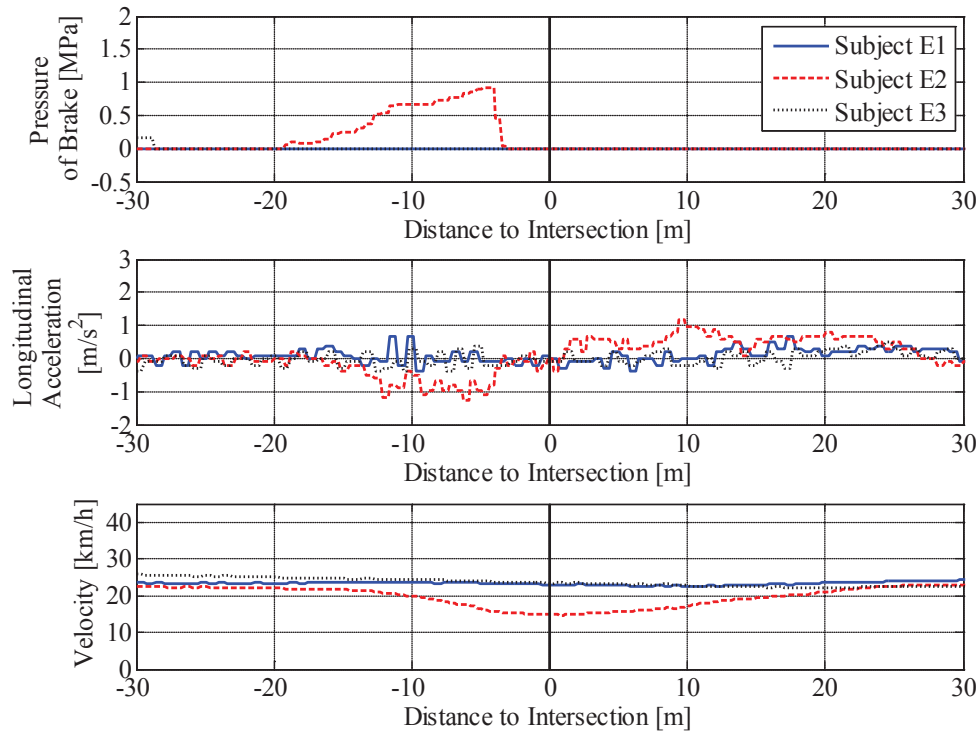 2
1.5
1
0.5
0
-0.5
Pressure
of Brake [MPa]
Subject E1
Subject E2
Subject E3
-30 -20 -10 0 10 20 30
Distance to Intersection [m]
3
2
1
0
-1
-2
Longitudinal
Acceleration
[m/s²]
-30 -20 -10 0 10 20 30
Distance to Intersection [m]
40
30
20
10
0
Velocity [km/h]
-30 -20 -10 0 10 20 30
Distance to Intersection [m]